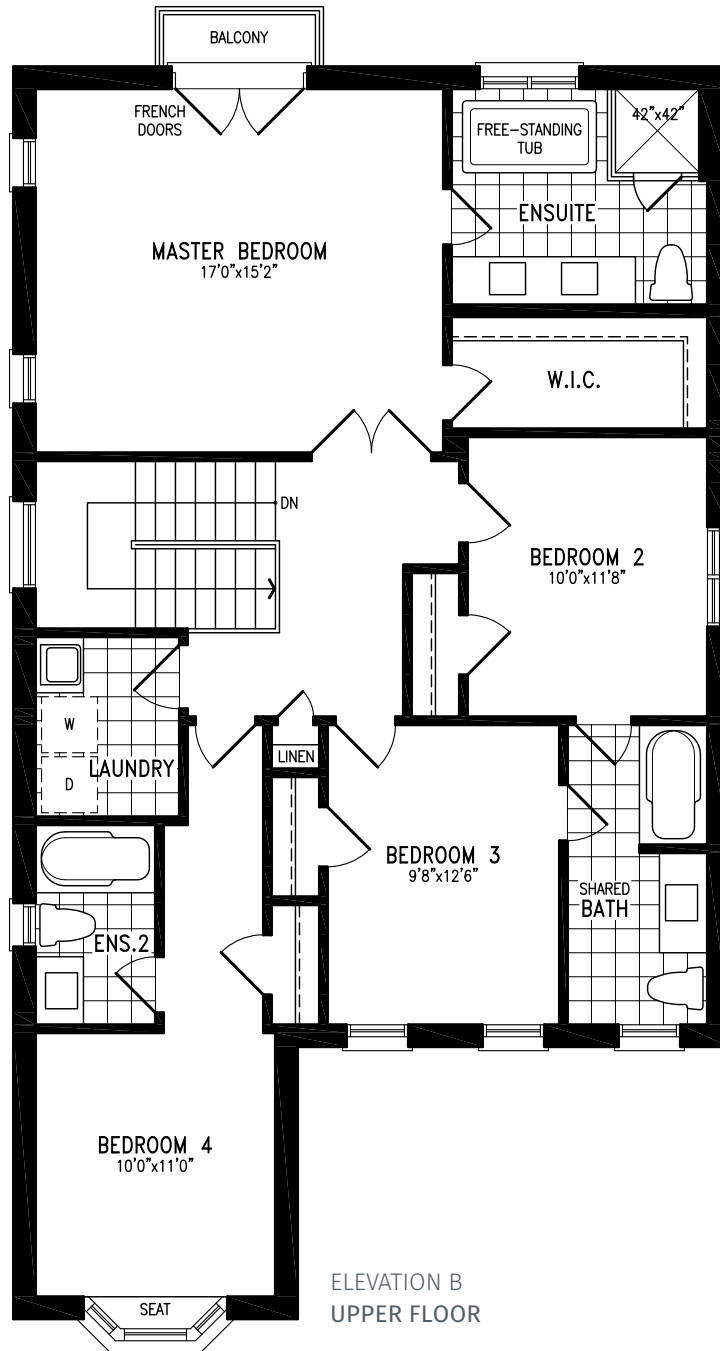 BALCONY
FRENCH
DOORS
FREE-STANDING
TUB
42"x42"
ENSUITE
MASTER BEDROOM
17'0"x15'2"
W.I.C.
DN
BEDROOM 2
10'0"x11'8"
W
D
LAUNDRY
LINEN
BEDROOM 3
9'8"x12'6"
SHARED
BATH
ENS.2
BEDROOM 4
10'0"x11'0"
SEAT
ELEVATION B
UPPER FLOOR